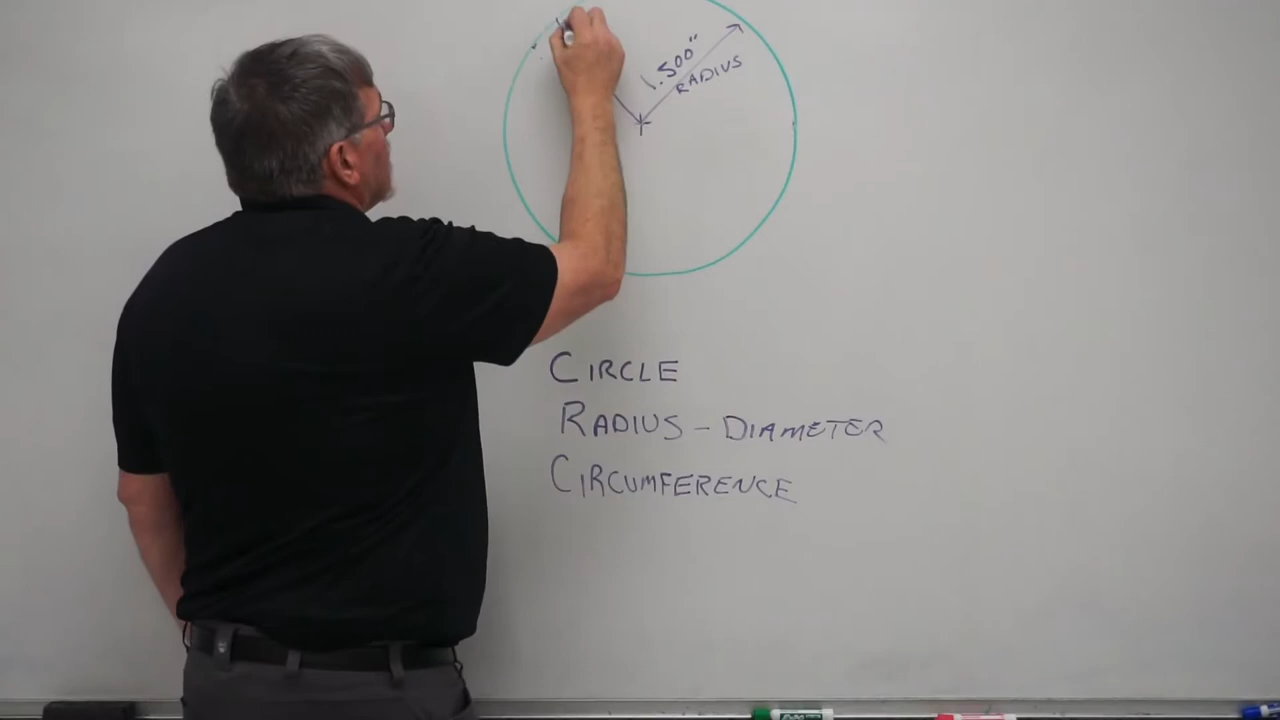 1.500"
RADIUS
CIRCLE
RADIUS - DIAMETER
CIRCUMFERENCE